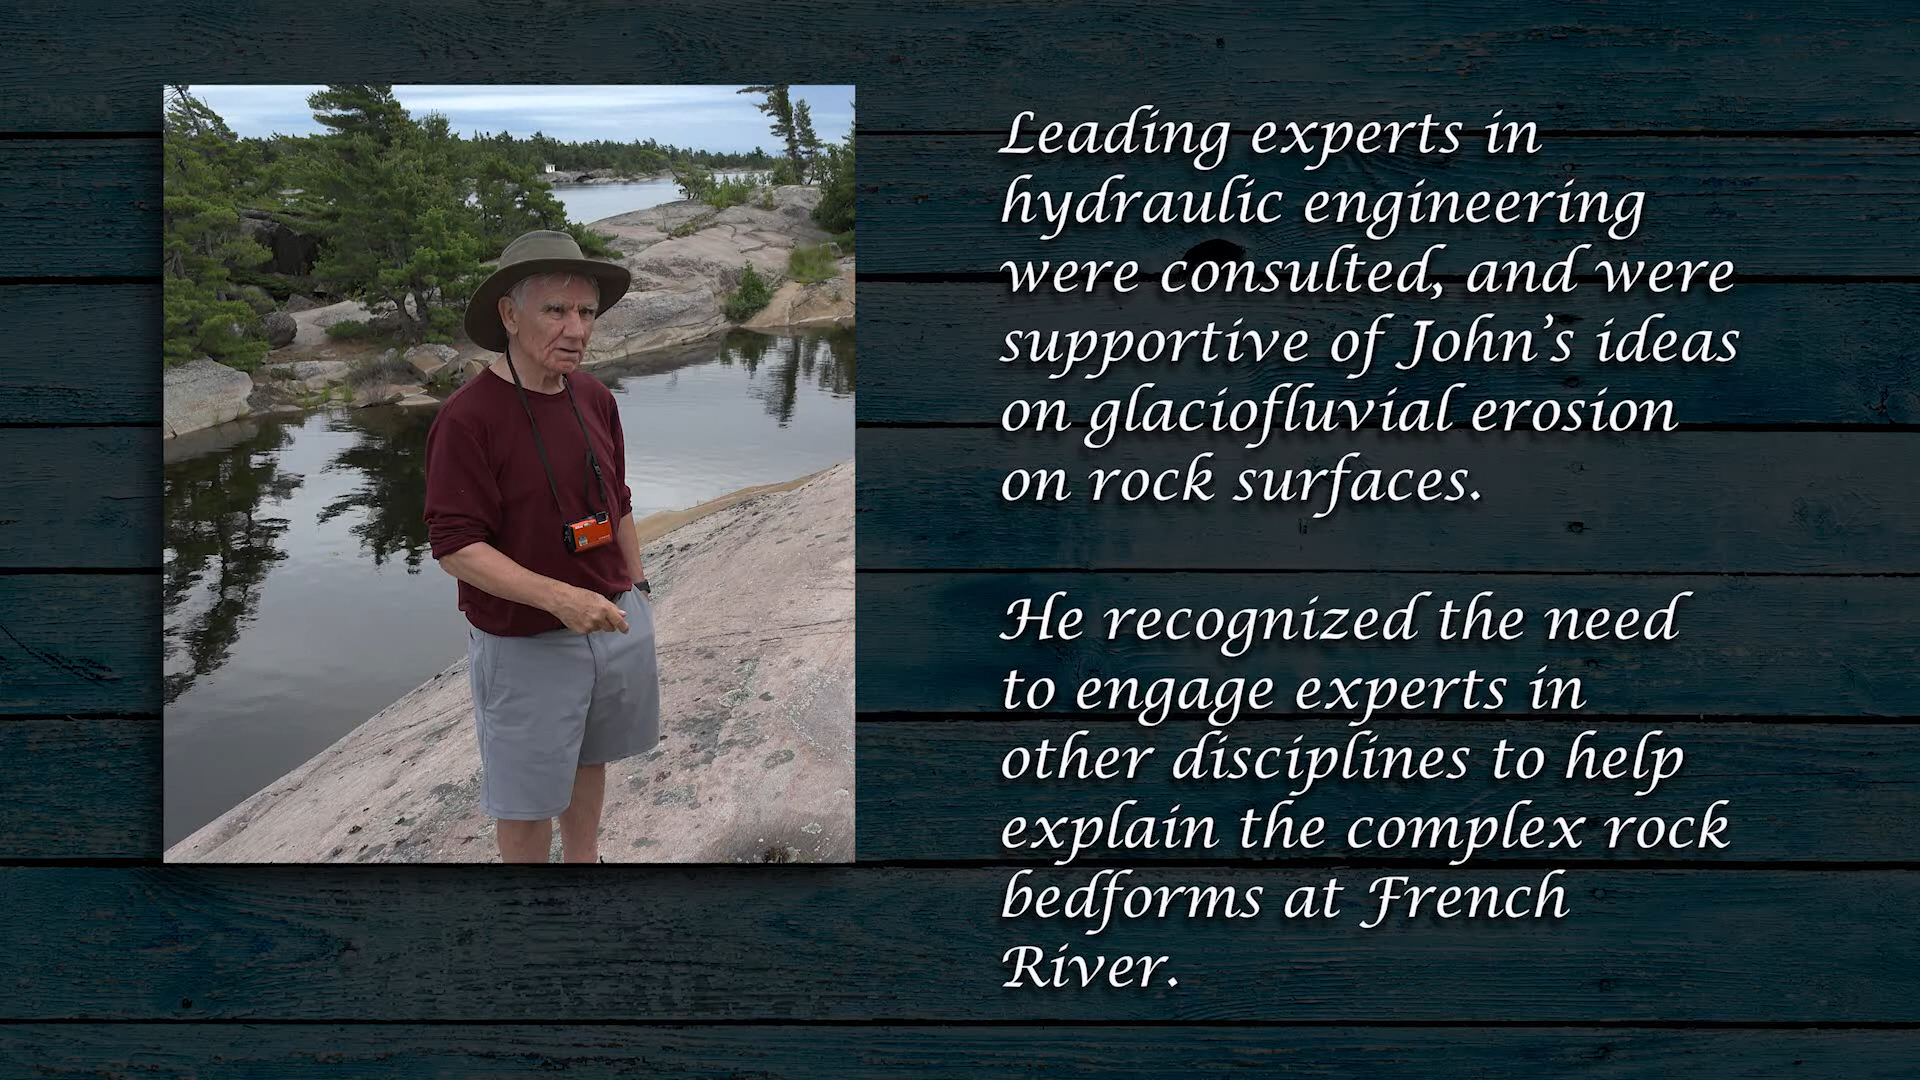 Leading experts in
hydraulic engineering
were consulted, and were
supportive of John's ideas
on glaciofluvial erosion
on rock surfaces.
He recognized the need
to engage experts in
other disciplines to help
explain the complex rock
bedforms at French
River.